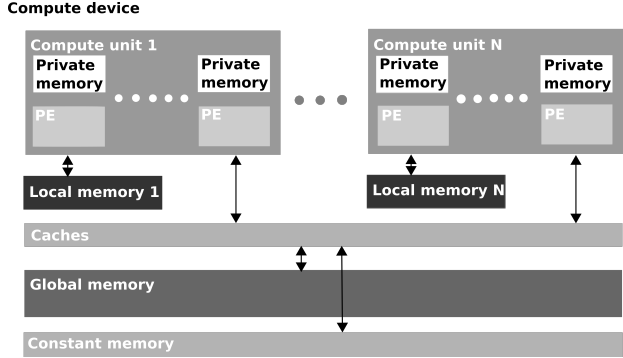 Compute device
Compute unit 1
Private
memory
Private
memory
PE
PE
Compute unit N
Private
memory
Private
memory
PE
PE
Local memory 1
Local memory N
Caches
Global memory
Constant memory